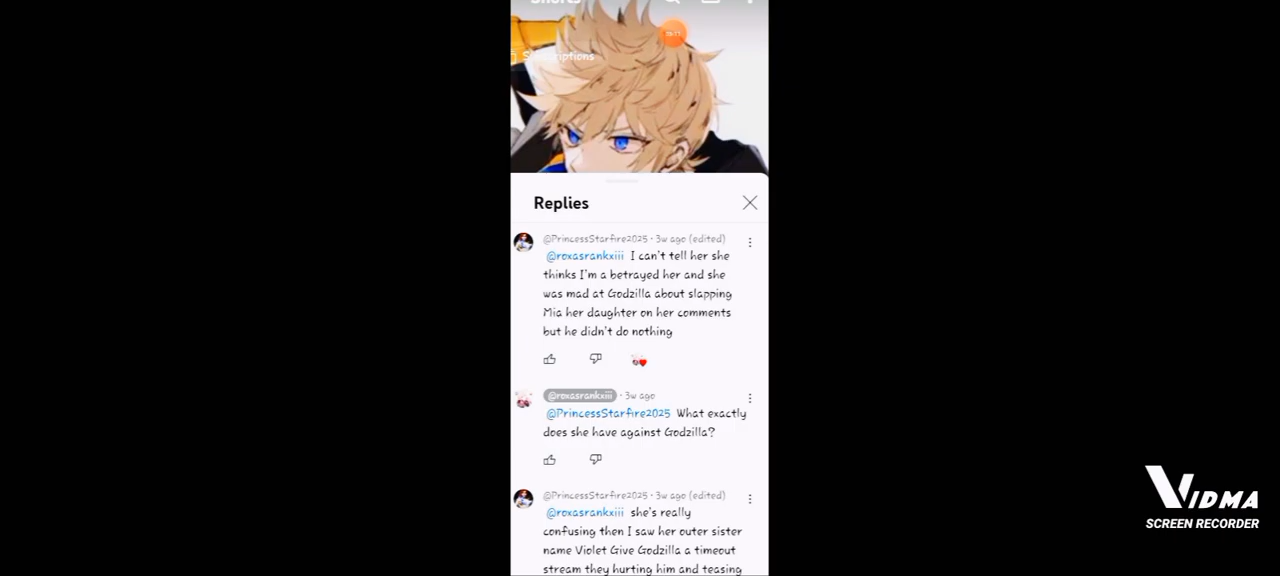 Shorts
Subscriptions
Replies
@PrincessStarfire2025 · 3w ago (edited)
@roxasrankxiii I can't tell her she
thinks I'm a betrayed her and she
was mad at Godzilla about slapping
Mia her daughter on her comments
but he didn't do nothing
@roxasrankxiii · 3w ago
@PrincessStarfire2025 What exactly
does she have against Godzilla?
@PrincessStarfire2025 · 3w ago (edited)
@roxasrankxiii she's really
confusing then I saw her outer sister
name Violet Give Godzilla a timeout
stream they hurting him and teasing
VIDMA
SCREEN RECORDER